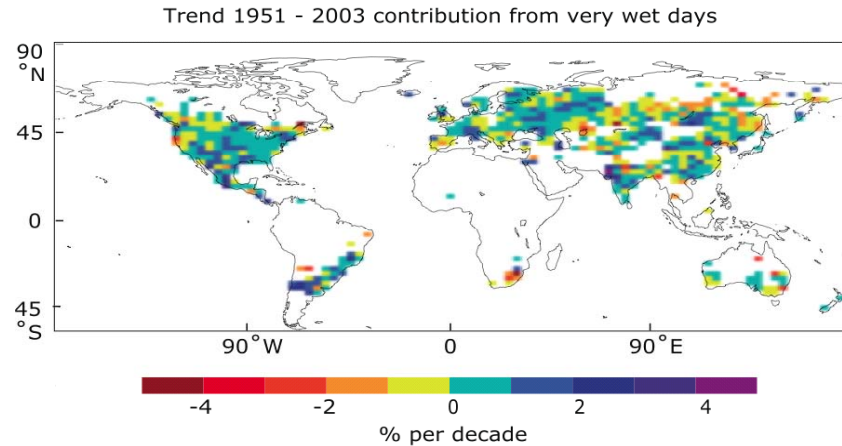 Trend 1951 - 2003 contribution from very wet days
90
°N
45
0
45
°S
90°W 0 90°E
-4 -2 0 2 4
% per decade